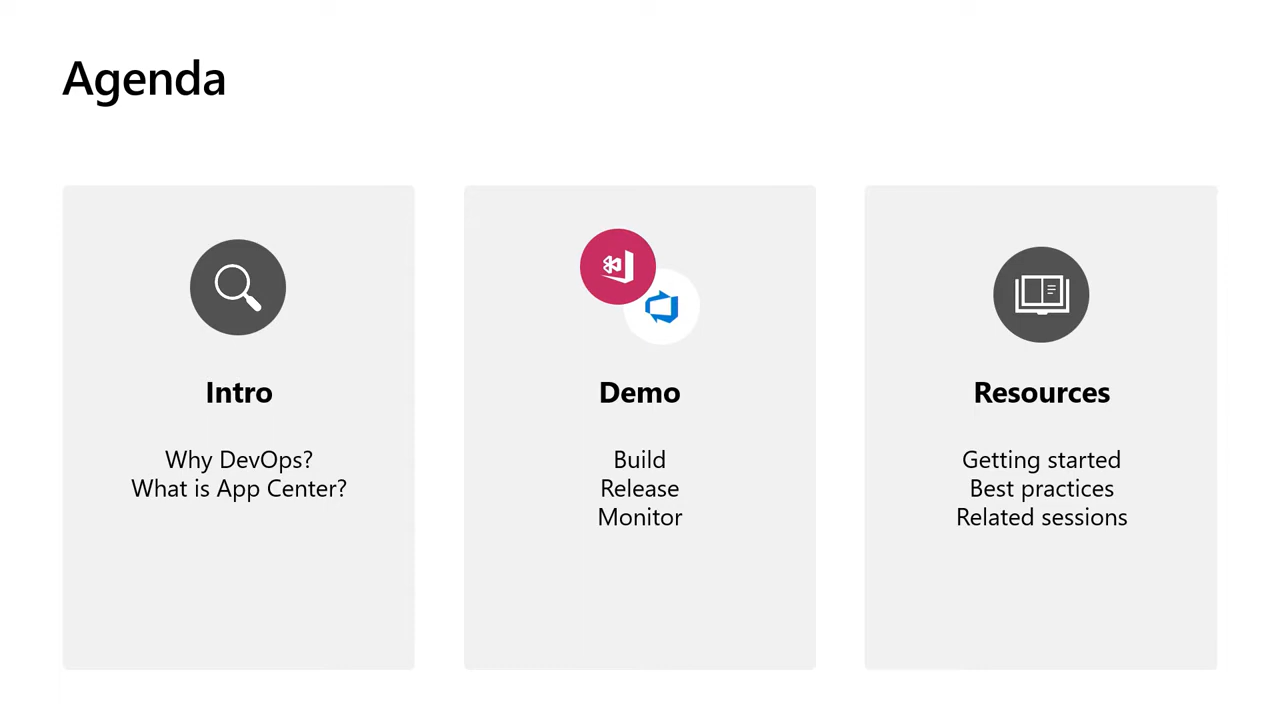 Agenda
Intro
Why DevOps?
What is App Center?
Demo
Build
Release
Monitor
Resources
Getting started
Best practices
Related sessions